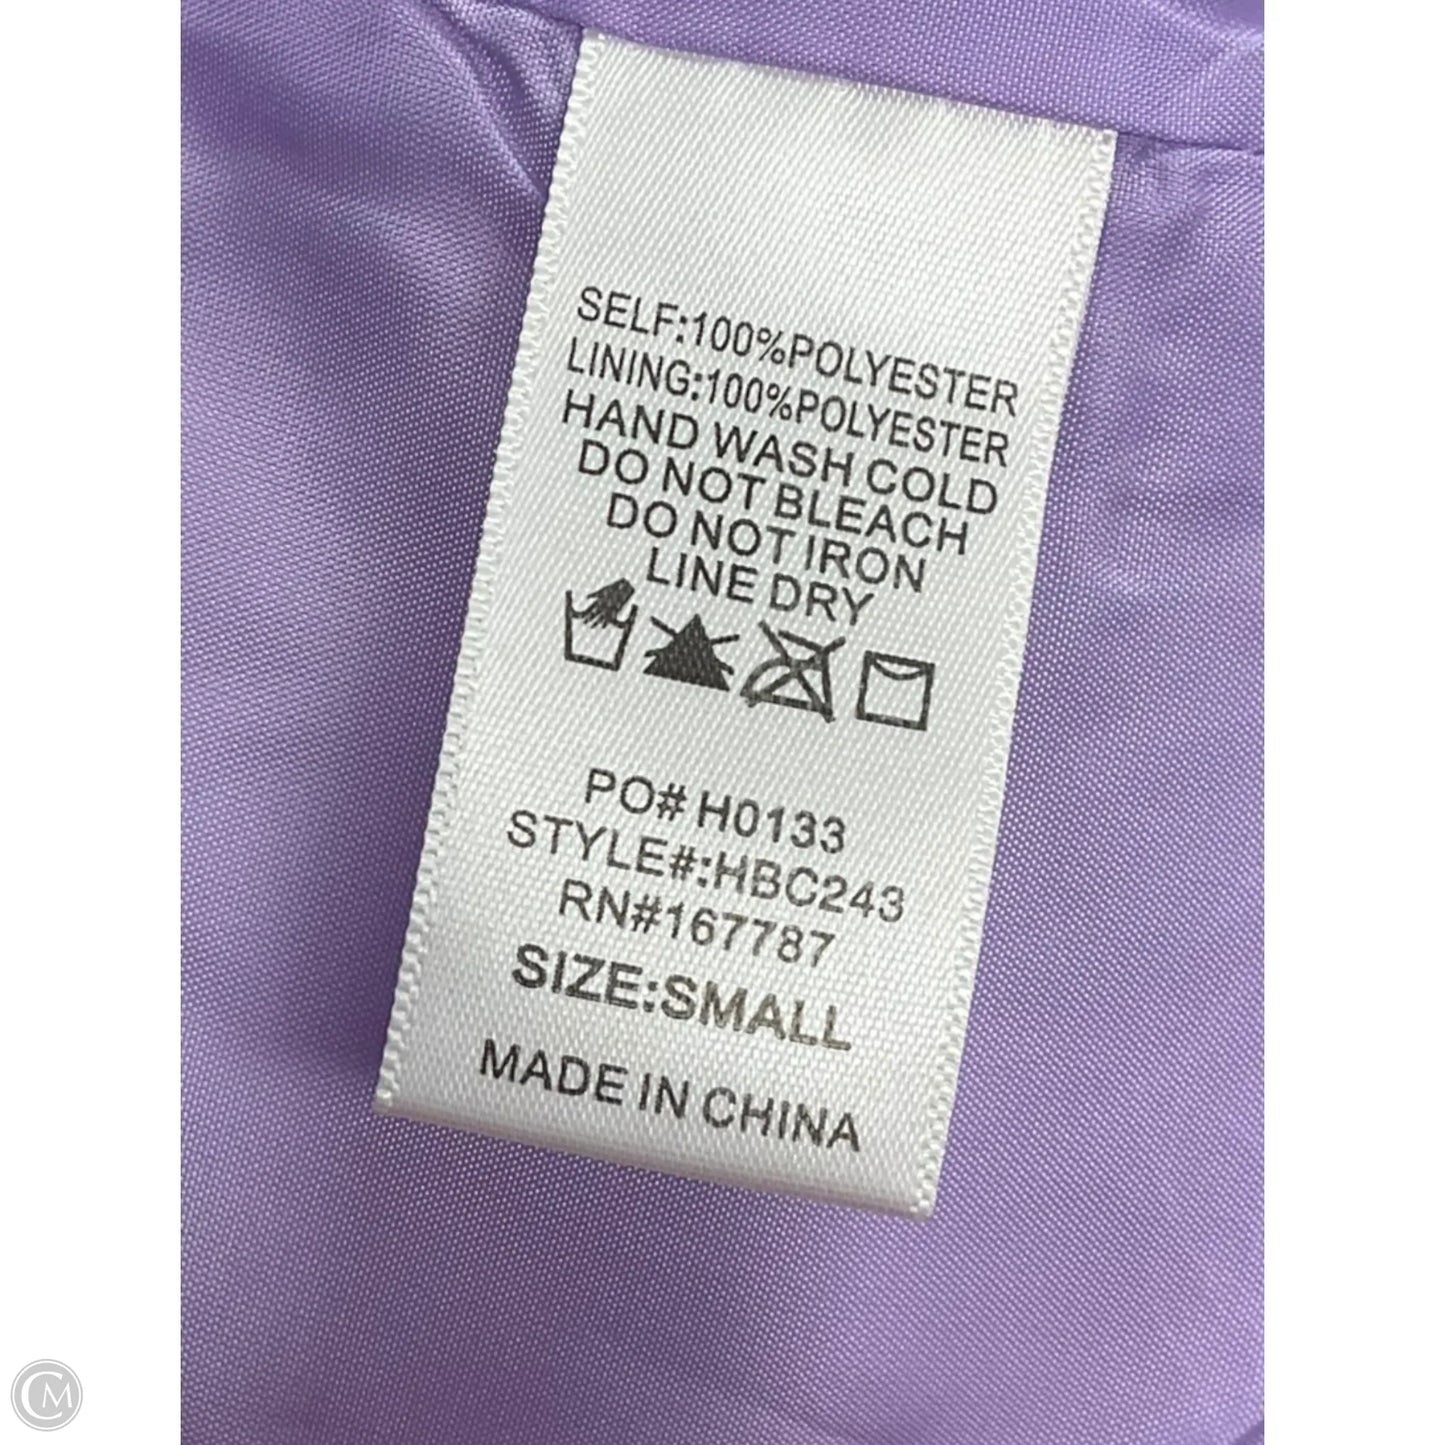 SELF:100%POLYESTER
LINING:100%POLYESTER
HAND WASH COLD
DO NOT BLEACH
DO NOT IRON
LINE DRY
PO# H0133
STYLE#:HBC243
RN#167787
SIZE:SMALL
MADE IN CHINA
CM